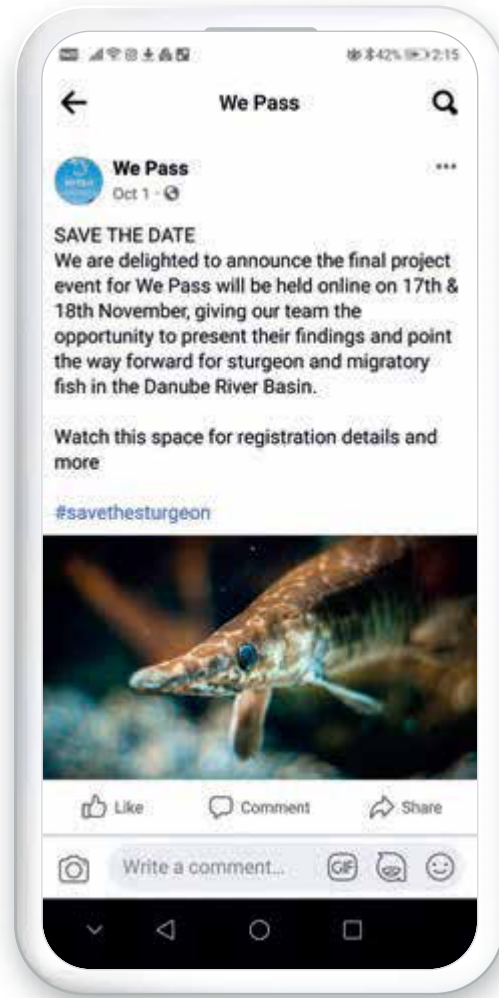 42% 2:15
We Pass
We Pass
Oct 1 ·
SAVE THE DATE
We are delighted to announce the final project
event for We Pass will be held online on 17th &
18th November, giving our team the
opportunity to present their findings and point
the way forward for sturgeon and migratory
fish in the Danube River Basin.
Watch this space for registration details and
more
#savethesturgeon
Like Comment Share
Write a comment... GIF